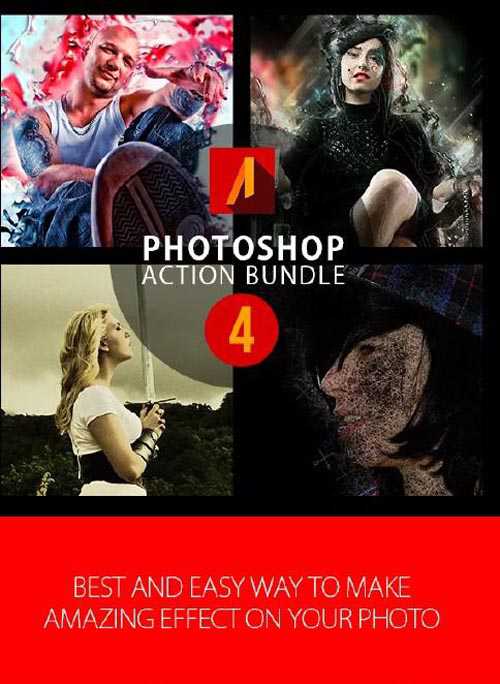 PHOTOSHOP
ACTION BUNDLE
4
BEST AND EASY WAY TO MAKE
AMAZING EFFECT ON YOUR PHOTO